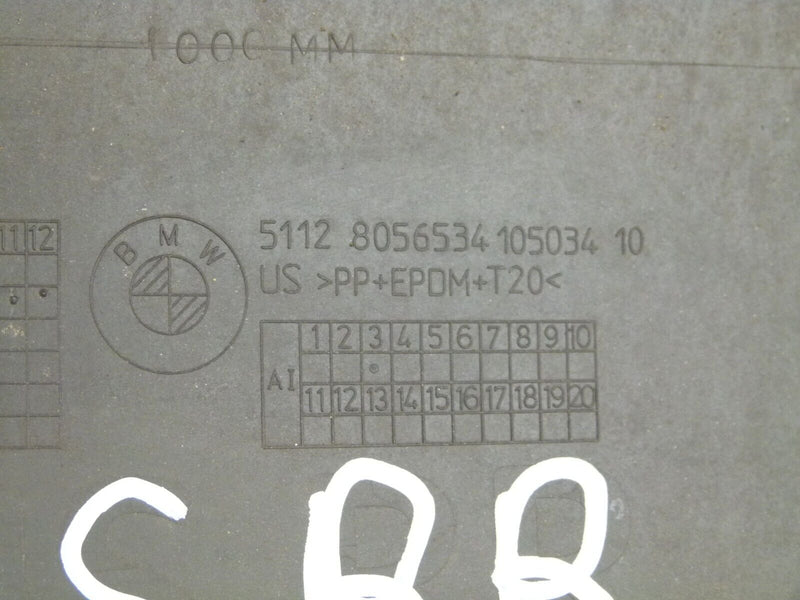 1000 MM
11 12
BMW
5112 8056534 105034 10
US >PP+EPDM+T20<
AI
1 2 3 4 5 6 7 8 9 10
11 12 13 14 15 16 17 18 19 20